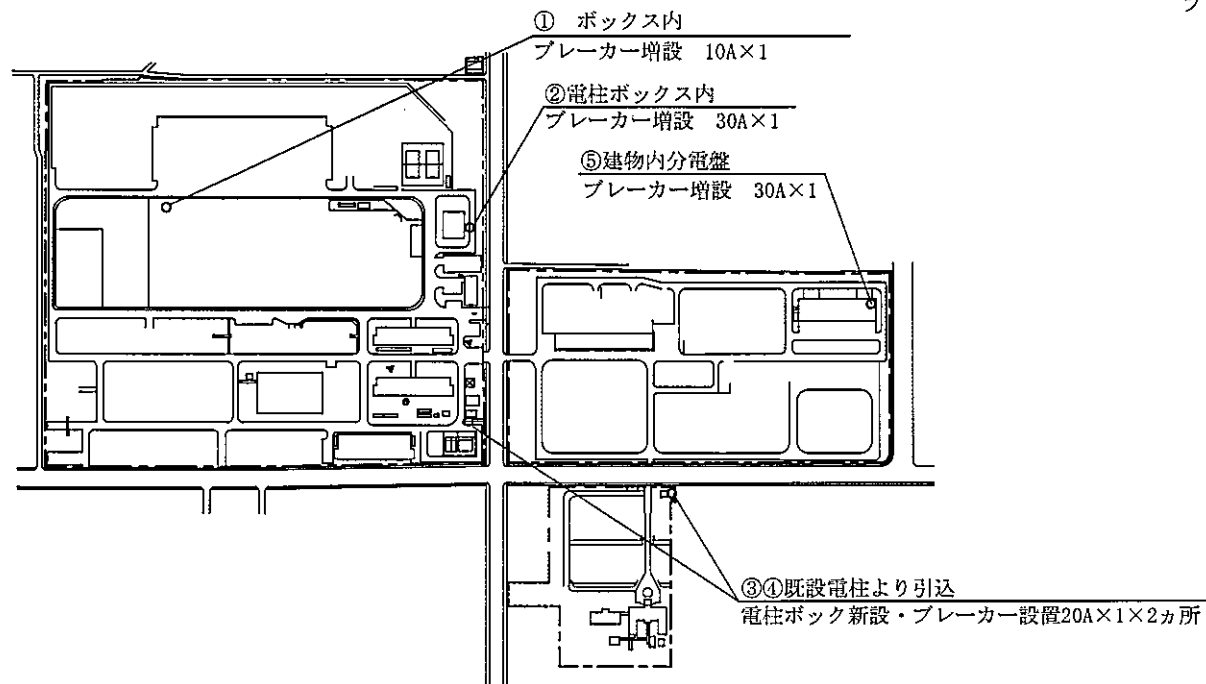 ① ボックス内
ブレーカー増設 10A×1
②電柱ボックス内
ブレーカー増設 30A×1
⑤建物内分電盤
ブレーカー増設 30A×1
③④既設電柱より引込
電柱ボック新設・ブレーカー設置20A×1×2ヵ所